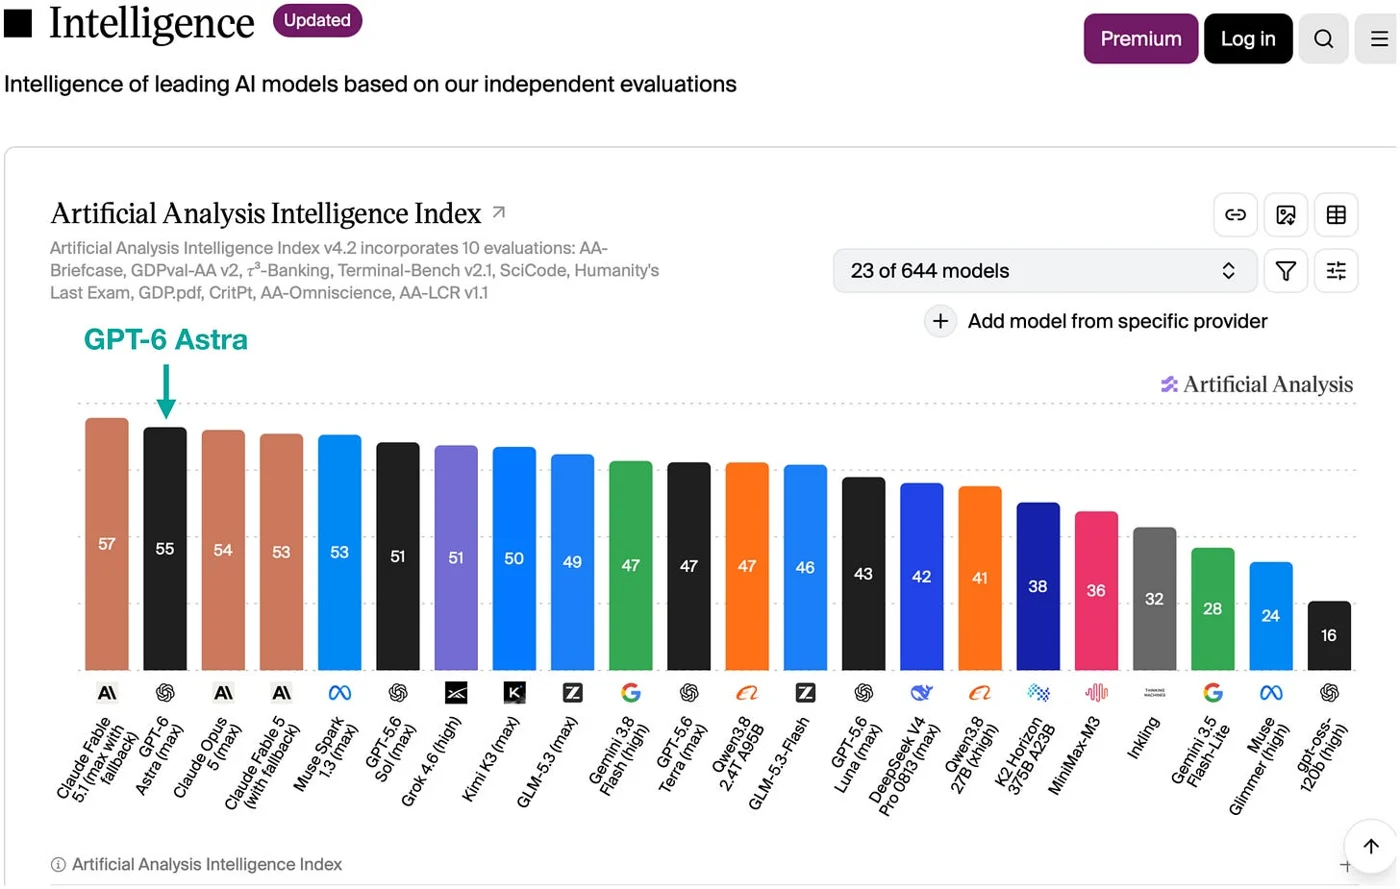 Intelligence
Updated
Premium
Log in
Intelligence of leading AI models based on our independent evaluations
Artificial Analysis Intelligence Index
Artificial Analysis Intelligence Index v4.2 incorporates 10 evaluations: AA-
Briefcase, GDPval-AA v2, τ³-Banking, Terminal-Bench v2.1, SciCode, Humanity's
Last Exam, GDP.pdf, CritPt, AA-Omniscience, AA-LCR v1.1
23 of 644 models
+ Add model from specific provider
GPT-6 Astra
Artificial Analysis
57
55
54
53
53
51
51
50
49
47
47
47
46
43
42
41
38
36
32
28
24
16
THINKING
MACHINES
Claude Fable
5.1 (max with
fallback)
GPT-6
Astra (max)
Claude Opus
5 (max)
Claude Fable 5
(with fallback)
Muse Spark
1.3 (max)
GPT-5.6
Sol (max)
Grok 4.6 (high)
Kimi K3 (max)
GLM-5.3 (max)
Gemini 3.8
Flash (high)
GPT-5.6
Terra (max)
Qwen3.8
2.4T A95B
GLM-5.3-Flash
GPT-5.6
Luna (max)
DeepSeek V4
Pro 0813 (max)
Qwen3.8
27B (xhigh)
K2 Horizon
375B A23B
MiniMax-M3
Inkling
Gemini 3.5
Flash-Lite
Muse
Glimmer (high)
gpt-oss-
120b (high)
Artificial Analysis Intelligence Index